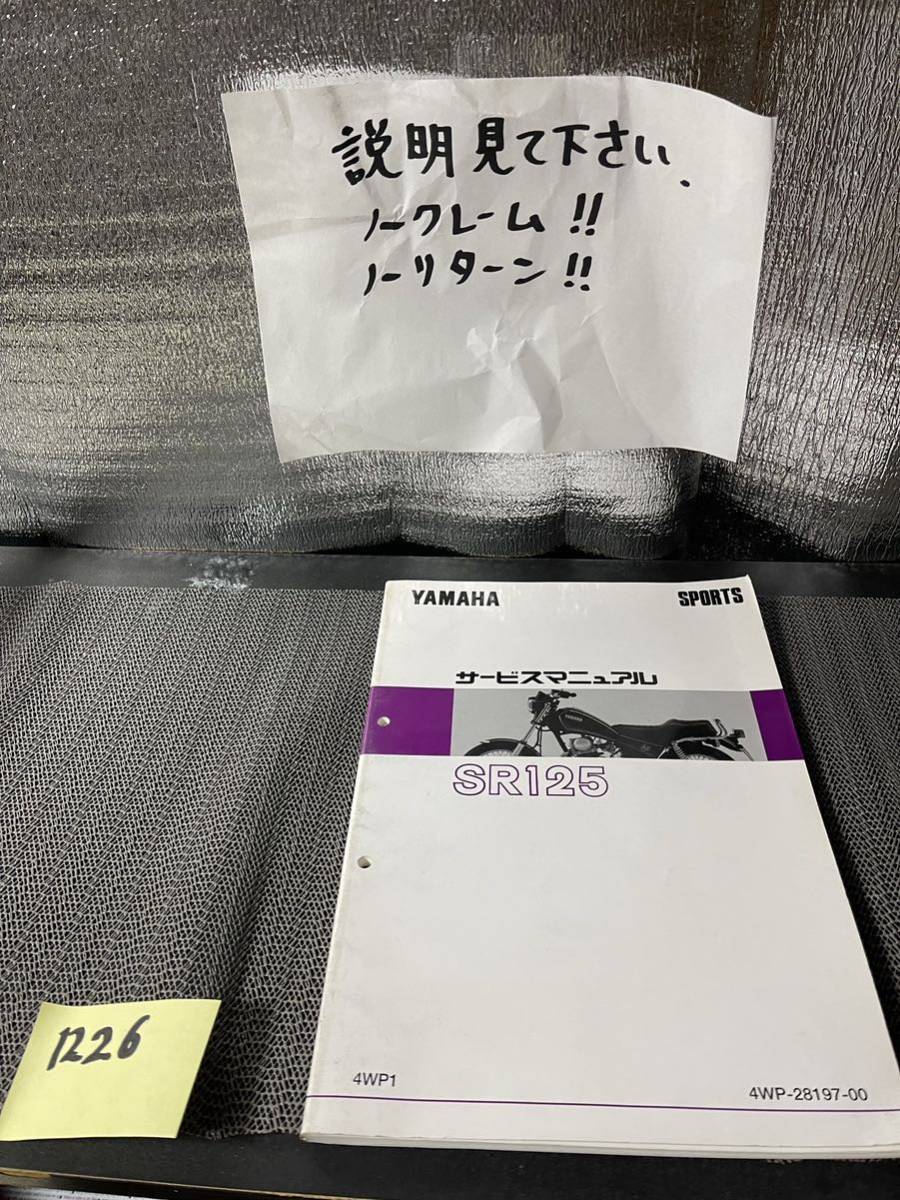 説明見て下さい.
ノークレーム!!
ノーリターン!!
YAMAHA SPORTS
サービスマニュアル
YAMAHA
SR125
4WP1
4WP-28197-00